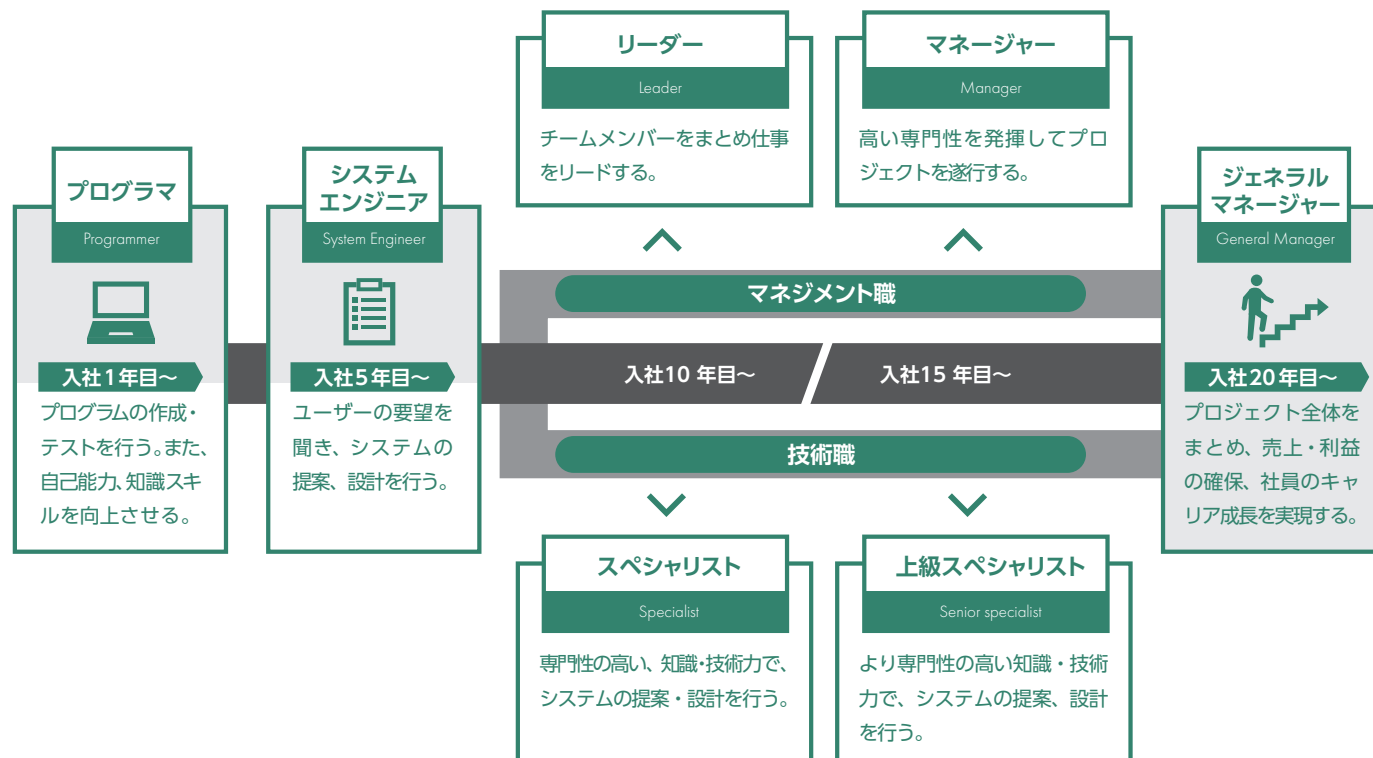 プログラマ
Programmer
入社1年目～
プログラムの作成・
テストを行う。また、
自己能力、知識スキ
ルを向上させる。
システム
エンジニア
System Engineer
入社5年目～
ユーザーの要望を
聞き、システムの
提案、設計を行う。
リーダー
Leader
チームメンバーをまとめ仕事
をリードする。
マネージャー
Manager
高い専門性を発揮してプロ
ジェクトを遂行する。
マネジメント職
入社10 年目～
入社15 年目～
技術職
スペシャリスト
Specialist
専門性の高い、知識・技術力で、
システムの提案・設計を行う。
上級スペシャリスト
Senior specialist
より専門性の高い知識・技術
力で、システムの提案、設計
を行う。
ジェネラル
マネージャー
General Manager
入社20年目～
プロジェクト全体を
まとめ、売上・利益
の確保、社員のキャ
リア成長を実現する。